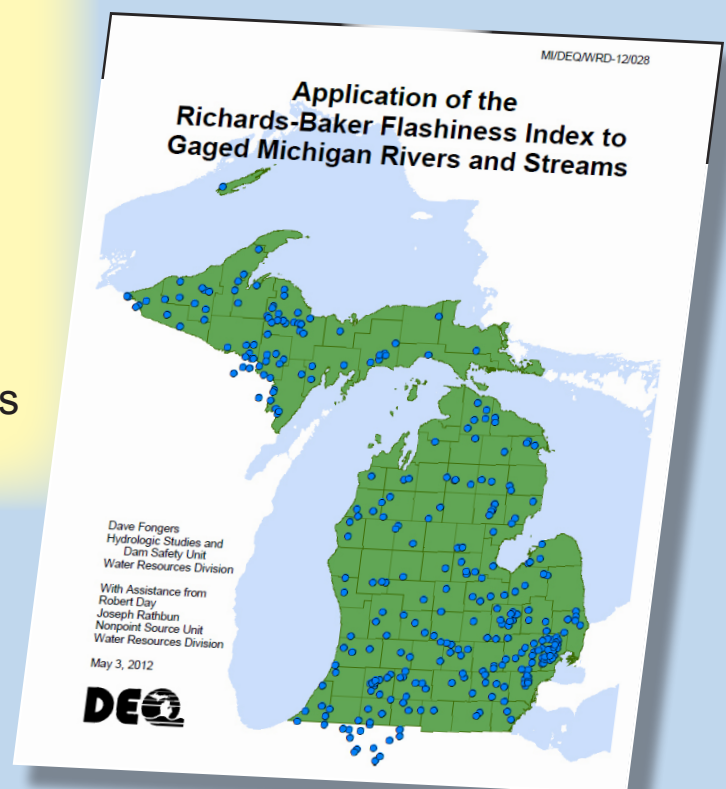 MI/DEQ/WRD-12/028
Application of the
Richards-Baker Flashiness Index to
Gaged Michigan Rivers and Streams
s
Dave Fongers
Hydrologic Studies and
Dam Safety Unit
Water Resources Division
With Assistance from
Robert Day
Joseph Rathbun
Nonpoint Source Unit
Water Resources Division
May 3, 2012
DEQ